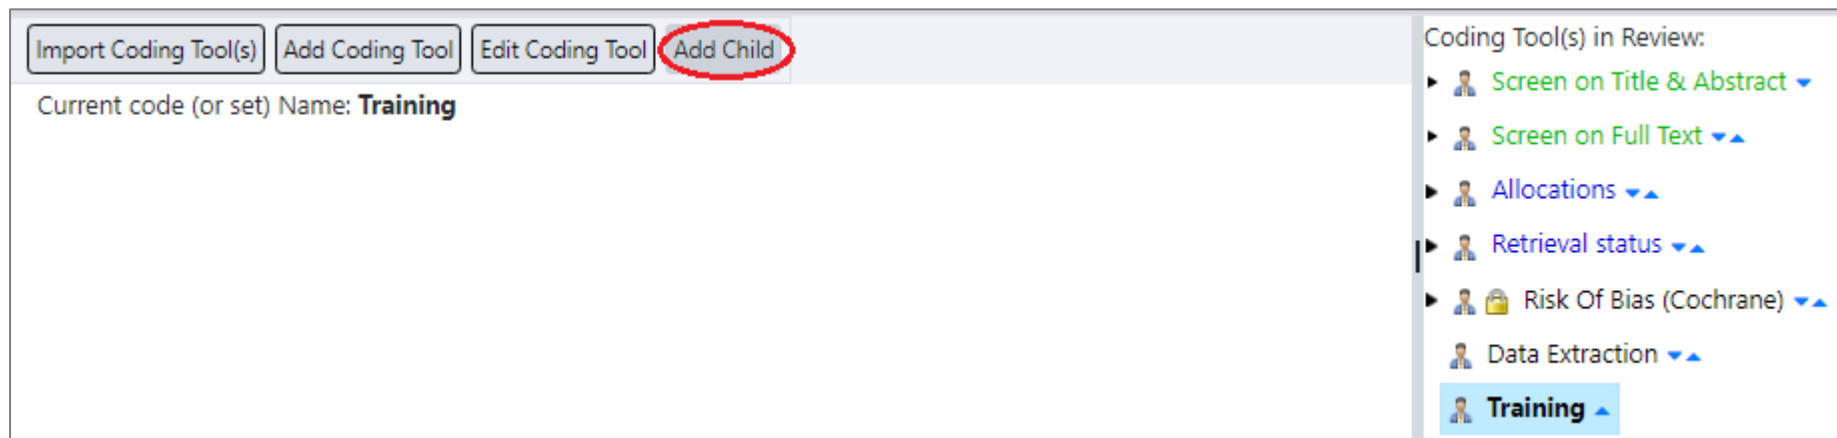 Import Coding Tool(s) Add Coding Tool Edit Coding Tool Add Child
Current code (or set) Name: Training
Coding Tool(s) in Review:
Screen on Title & Abstract
Screen on Full Text
Allocations
Retrieval status
Risk Of Bias (Cochrane)
Data Extraction
Training